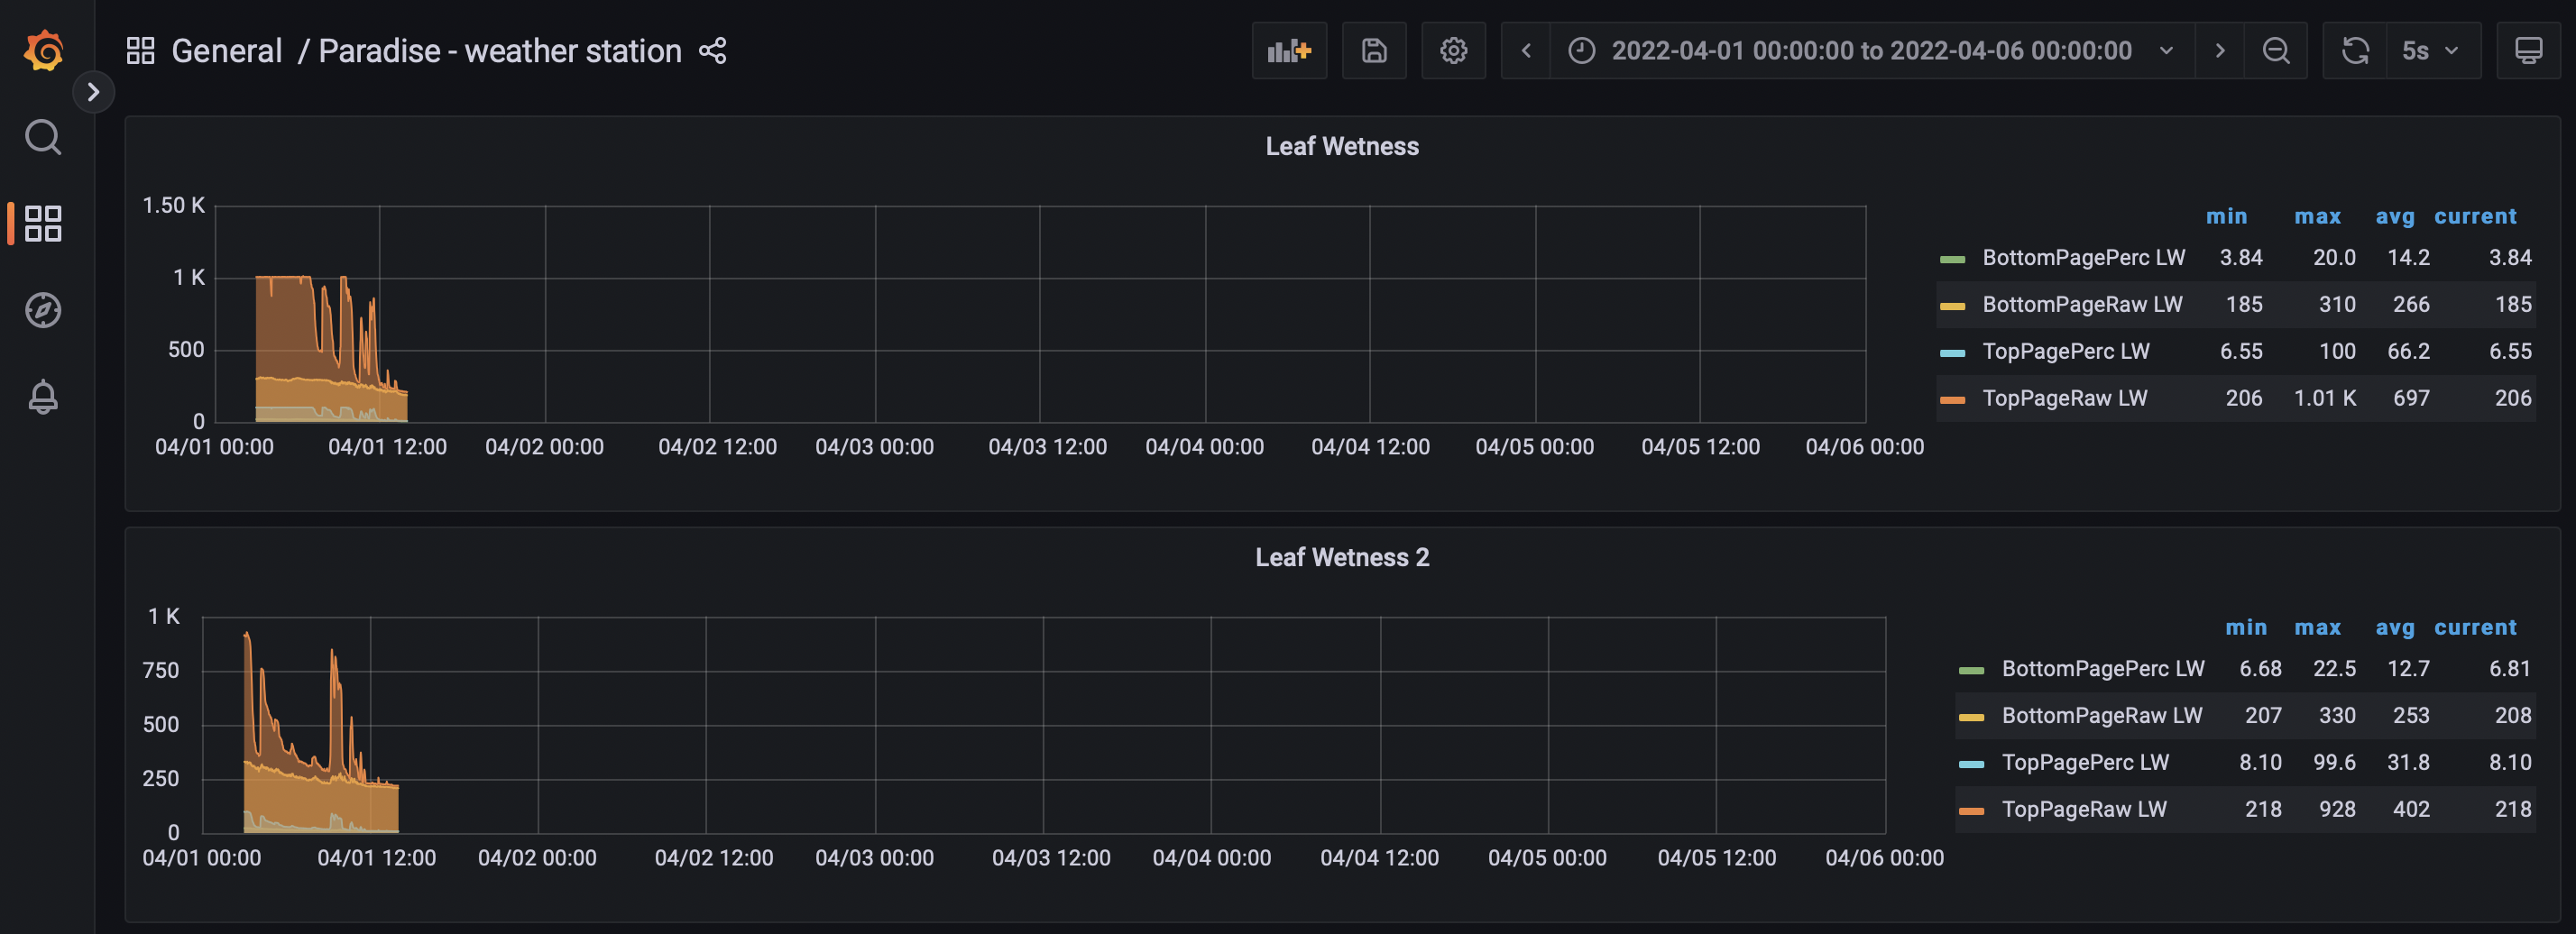 General / Paradise - weather station
2022-04-01 00:00:00 to 2022-04-06 00:00:00
5s
Leaf Wetness
1.50 K
1 K
500
0
04/01 00:00 04/01 12:00 04/02 00:00 04/02 12:00 04/03 00:00 04/03 12:00 04/04 00:00 04/04 12:00 04/05 00:00 04/05 12:00 04/06 00:00
min max avg current
BottomPagePerc LW 3.84 20.0 14.2 3.84
BottomPageRaw LW 185 310 266 185
TopPagePerc LW 6.55 100 66.2 6.55
TopPageRaw LW 206 1.01 K 697 206
Leaf Wetness 2
1 K
750
500
250
0
04/01 00:00 04/01 12:00 04/02 00:00 04/02 12:00 04/03 00:00 04/03 12:00 04/04 00:00 04/04 12:00 04/05 00:00 04/05 12:00 04/06 00:00
min max avg current
BottomPagePerc LW 6.68 22.5 12.7 6.81
BottomPageRaw LW 207 330 253 208
TopPagePerc LW 8.10 99.6 31.8 8.10
TopPageRaw LW 218 928 402 218